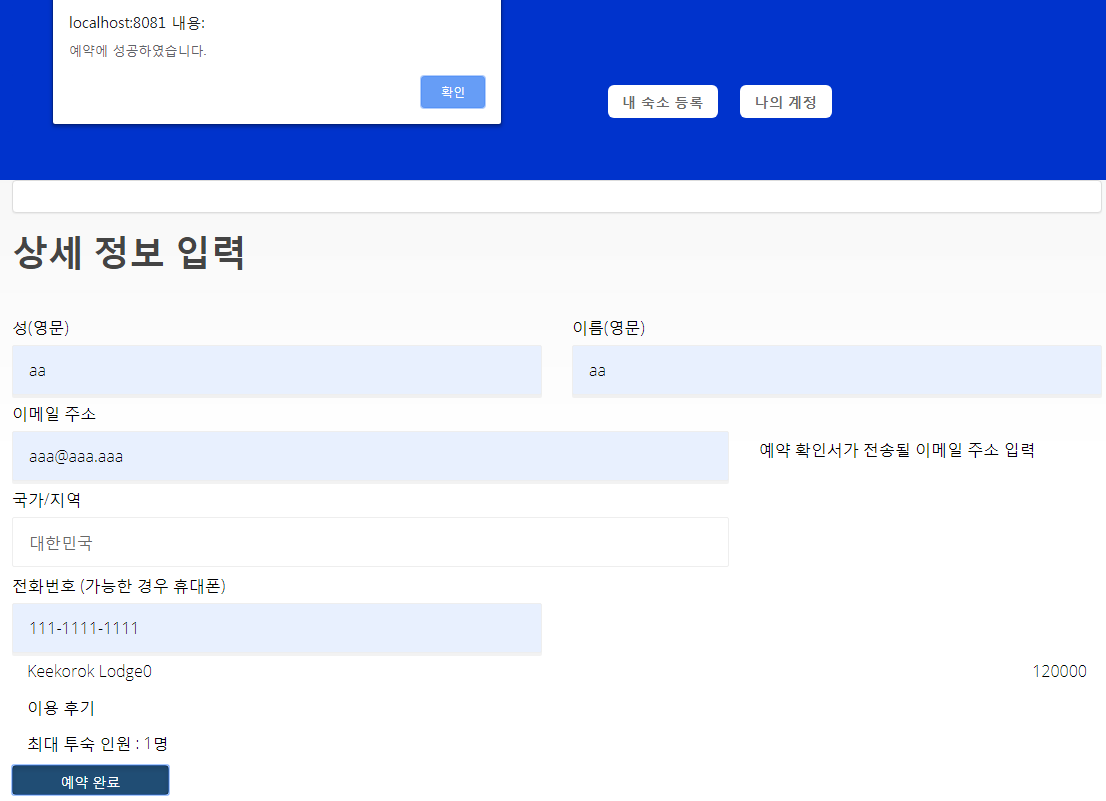 localhost:8081 내용:
예약에 성공하였습니다.
확인
내 숙소 등록 나의 계정
상세 정보 입력
성(영문) 이름(영문)
aa aa
이메일 주소
aaa@aaa.aaa 예약 확인서가 전송될 이메일 주소 입력
국가/지역
대한민국
전화번호 (가능한 경우 휴대폰)
111-1111-1111
Keekorok Lodge0 120000
이용 후기
최대 투숙 인원 : 1명
예약 완료